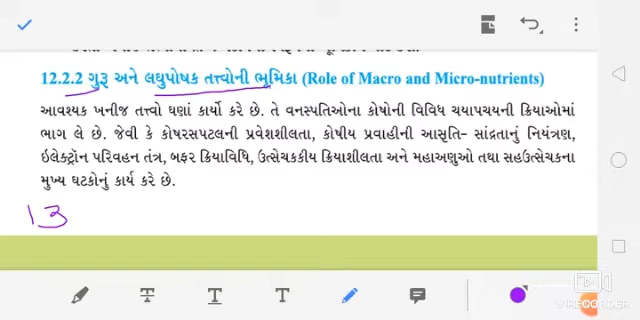 12.2.2 ગુરુ અને લઘુપોષક તત્ત્વોની ભૂમિકા (Role of Macro and Micro-nutrients)
આવશ્યક ખનીજ તત્ત્વો ઘણાં કાર્યો કરે છે. તે વનસ્પતિઓના કોષોની વિવિધ ચયાપચયની ક્રિયાઓમાં
ભાગ લે છે. જેવી કે કોષરસપટલની પ્રવેશશીલતા, કોષીય પ્રવાહીની આસૃતિ- સાંદ્રતાનું નિયંત્રણ,
ઇલેક્ટ્રૉન પરિવહન તંત્ર, બફર ક્રિયાવિધિ, ઉત્સેચકકીય ક્રિયાશીલતા અને મહાઅણુઓ તથા સહઉત્સેચકના
મુખ્ય ઘટકોનું કાર્ય કરે છે.
13
T T T